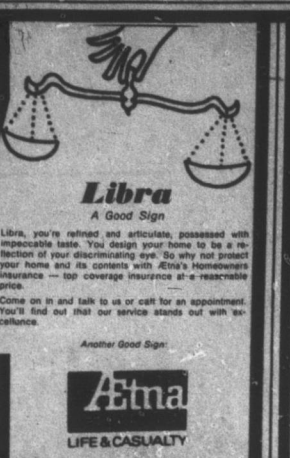 Libra
A Good Sign
Libra, you're refined and articulate, possessed with
impeccable taste. You design your home to be a re-
flection of your discriminating eye. So why not protect
your home and its contents with Ætna's Homeowners
insurance — top coverage insurance at a reasonable
price.
Come on in and talk to us or call for an appointment.
You'll find out that our service stands out with ex-
cellence.
Another Good Sign:
Ætna
LIFE & CASUALTY